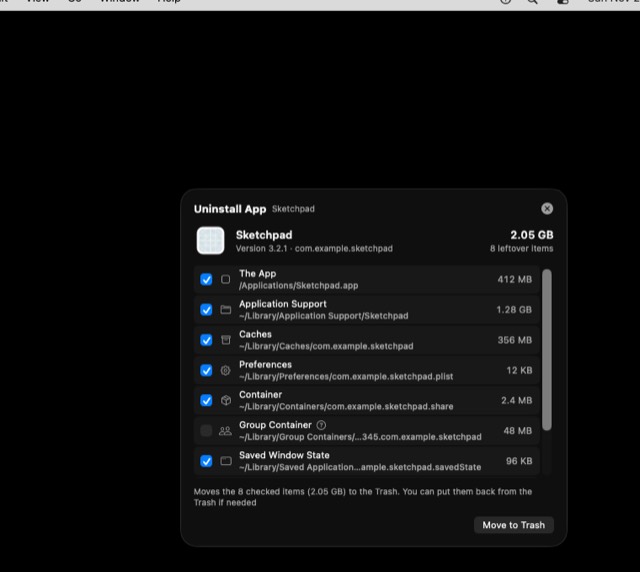 View Go Window Help
Uninstall App Sketchpad
Sketchpad 2.05 GB
Version 3.2.1 · com.example.sketchpad 8 leftover items
The App
/Applications/Sketchpad.app 412 MB
Application Support
~/Library/Application Support/Sketchpad 1.28 GB
Caches
~/Library/Caches/com.example.sketchpad 356 MB
Preferences
~/Library/Preferences/com.example.sketchpad.plist 12 KB
Container
~/Library/Containers/com.example.sketchpad.share 2.4 MB
Group Container
~/Library/Group Containers/...345.com.example.sketchpad 48 MB
Saved Window State
~/Library/Saved Application...ample.sketchpad.savedState 96 KB
Moves the 8 checked items (2.05 GB) to the Trash. You can put them back from the
Trash if needed
Move to Trash